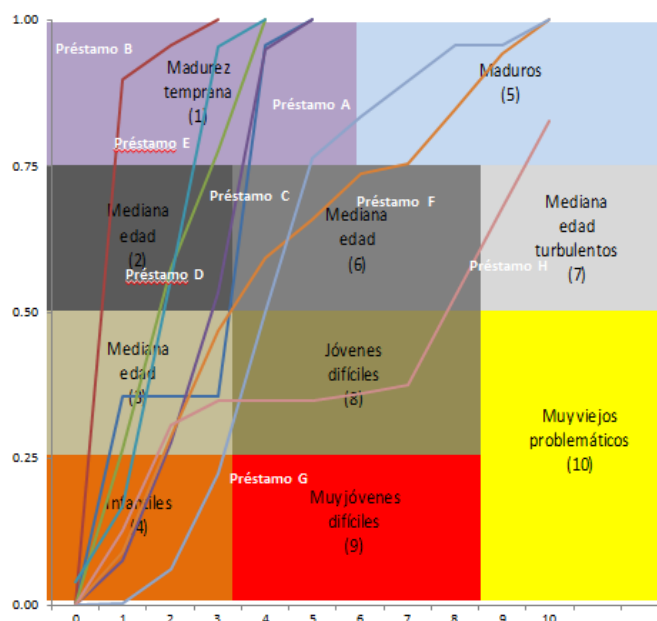 1.00
Préstamo B
Madurez
temprana
(1)
Préstamo A
Maduros
(5)
Préstamo E
0.75
Préstamo C
Préstamo F
Mediana
edad
(2)
Mediana
edad
(6)
Mediana
edad
turbulentos
(7)
Préstamo D
Préstamo H
0.50
Mediana
edad
(3)
Jóvenes
difíciles
(8)
Muy viejos
problemáticos
(10)
0.25
Préstamo G
Infantiles
(4)
Muy jóvenes
difíciles
(9)
0.00
0 1 2 3 4 5 6 7 8 9 10